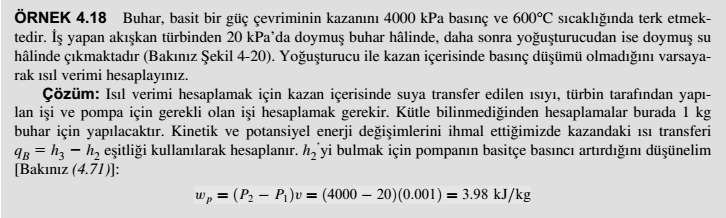 ÖRNEK 4.18 Buhar, basit bir güç çevriminin kazanını 4000 kPa basınç ve 600°C sıcaklığında terk etmek-
tedir. İş yapan akışkan türbinden 20 kPa’da doymuş buhar hâlinde, daha sonra yoğuşturucudan ise doymuş su
hâlinde çıkmaktadır (Bakınız Şekil 4-20). Yoğuşturucu ile kazan içerisinde basınç düşümü olmadığını varsaya-
rak ısıl verimi hesaplayınız.
Çözüm: Isıl verimi hesaplamak için kazan içerisinde suya transfer edilen ısıyı, türbin tarafından yapı-
lan işi ve pompa için gerekli olan işi hesaplamak gerekir. Kütle bilinmediğinden hesaplamalar burada 1 kg
buhar için yapılacaktır. Kinetik ve potansiyel enerji değişimlerini ihmal ettiğimizde kazandaki ısı transferi
q_B = h_3 − h_2 eşitliği kullanılarak hesaplanır. h_2’yi bulmak için pompanın basitçe basıncı artırdığını düşünelim
[Bakınız (4.71)]:
w_p = (P_2 − P_1)v = (4000 − 20)(0.001) = 3.98 kJ/kg